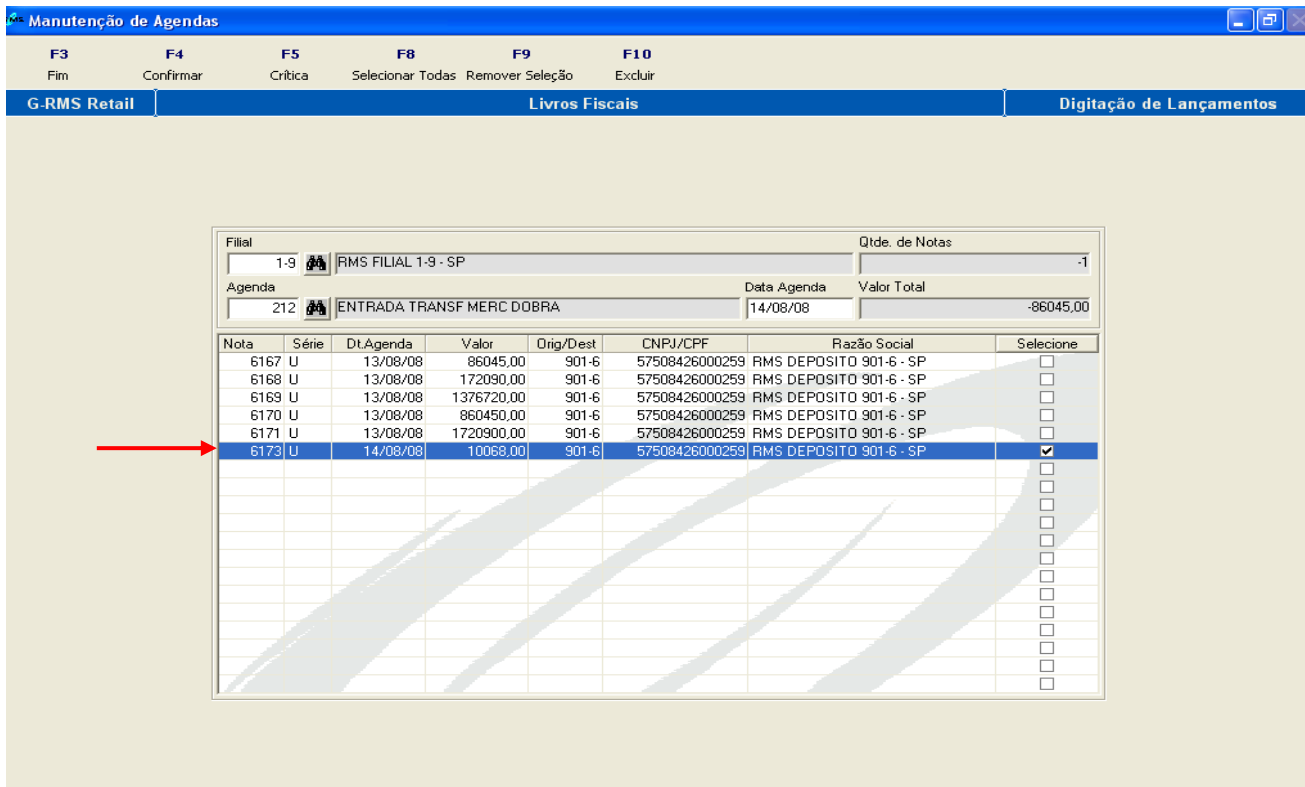 Manutenção de Agendas
F3 F4 F5 F8 F9 F10
Fim Confirmar Crítica Selecionar Todas Remover Seleção Excluir
G-RMS Retail Livros Fiscais Digitação de Lançamentos
Filial Qtde. de Notas
1-9 RMS FILIAL 1-9 - SP -1
Agenda Data Agenda Valor Total
212 ENTRADA TRANSF MERC DOBRA 14/08/08 -86045,00
Nota Série Dt.Agenda Valor Orig/Dest CNPJ/CPF Razão Social Selecione
6167 U 13/08/08 86045,00 901-6 57508426000259 RMS DEPOSITO 901-6 - SP
6168 U 13/08/08 172090,00 901-6 57508426000259 RMS DEPOSITO 901-6 - SP
6169 U 13/08/08 1376720,00 901-6 57508426000259 RMS DEPOSITO 901-6 - SP
6170 U 13/08/08 860450,00 901-6 57508426000259 RMS DEPOSITO 901-6 - SP
6171 U 13/08/08 1720900,00 901-6 57508426000259 RMS DEPOSITO 901-6 - SP
6173 U 14/08/08 10068,00 901-6 57508426000259 RMS DEPOSITO 901-6 - SP